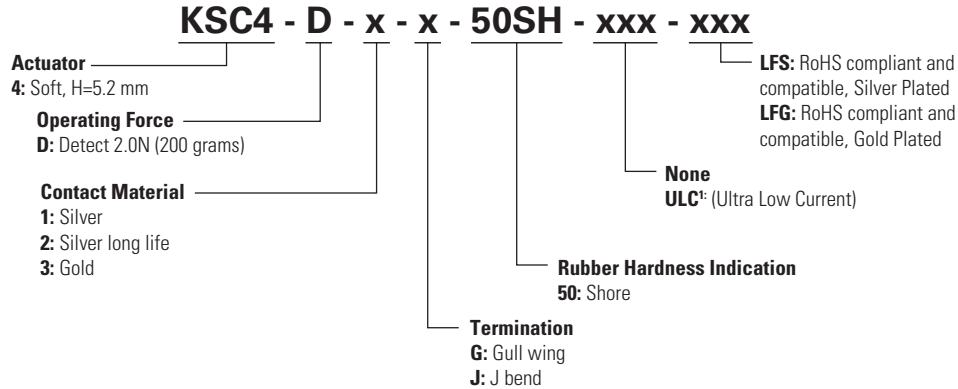 KSC4 - D - x - x - 50SH - xxx - xxx
Actuator
4: Soft, H=5.2 mm
Operating Force
D: Detect 2.0N (200 grams)
Contact Material
1: Silver
2: Silver long life
3: Gold
Termination
G: Gull wing
J: J bend
Rubber Hardness Indication
50: Shore
None
ULC¹: (Ultra Low Current)
LFS: RoHS compliant and
compatible, Silver Plated
LFG: RoHS compliant and
compatible, Gold Plated